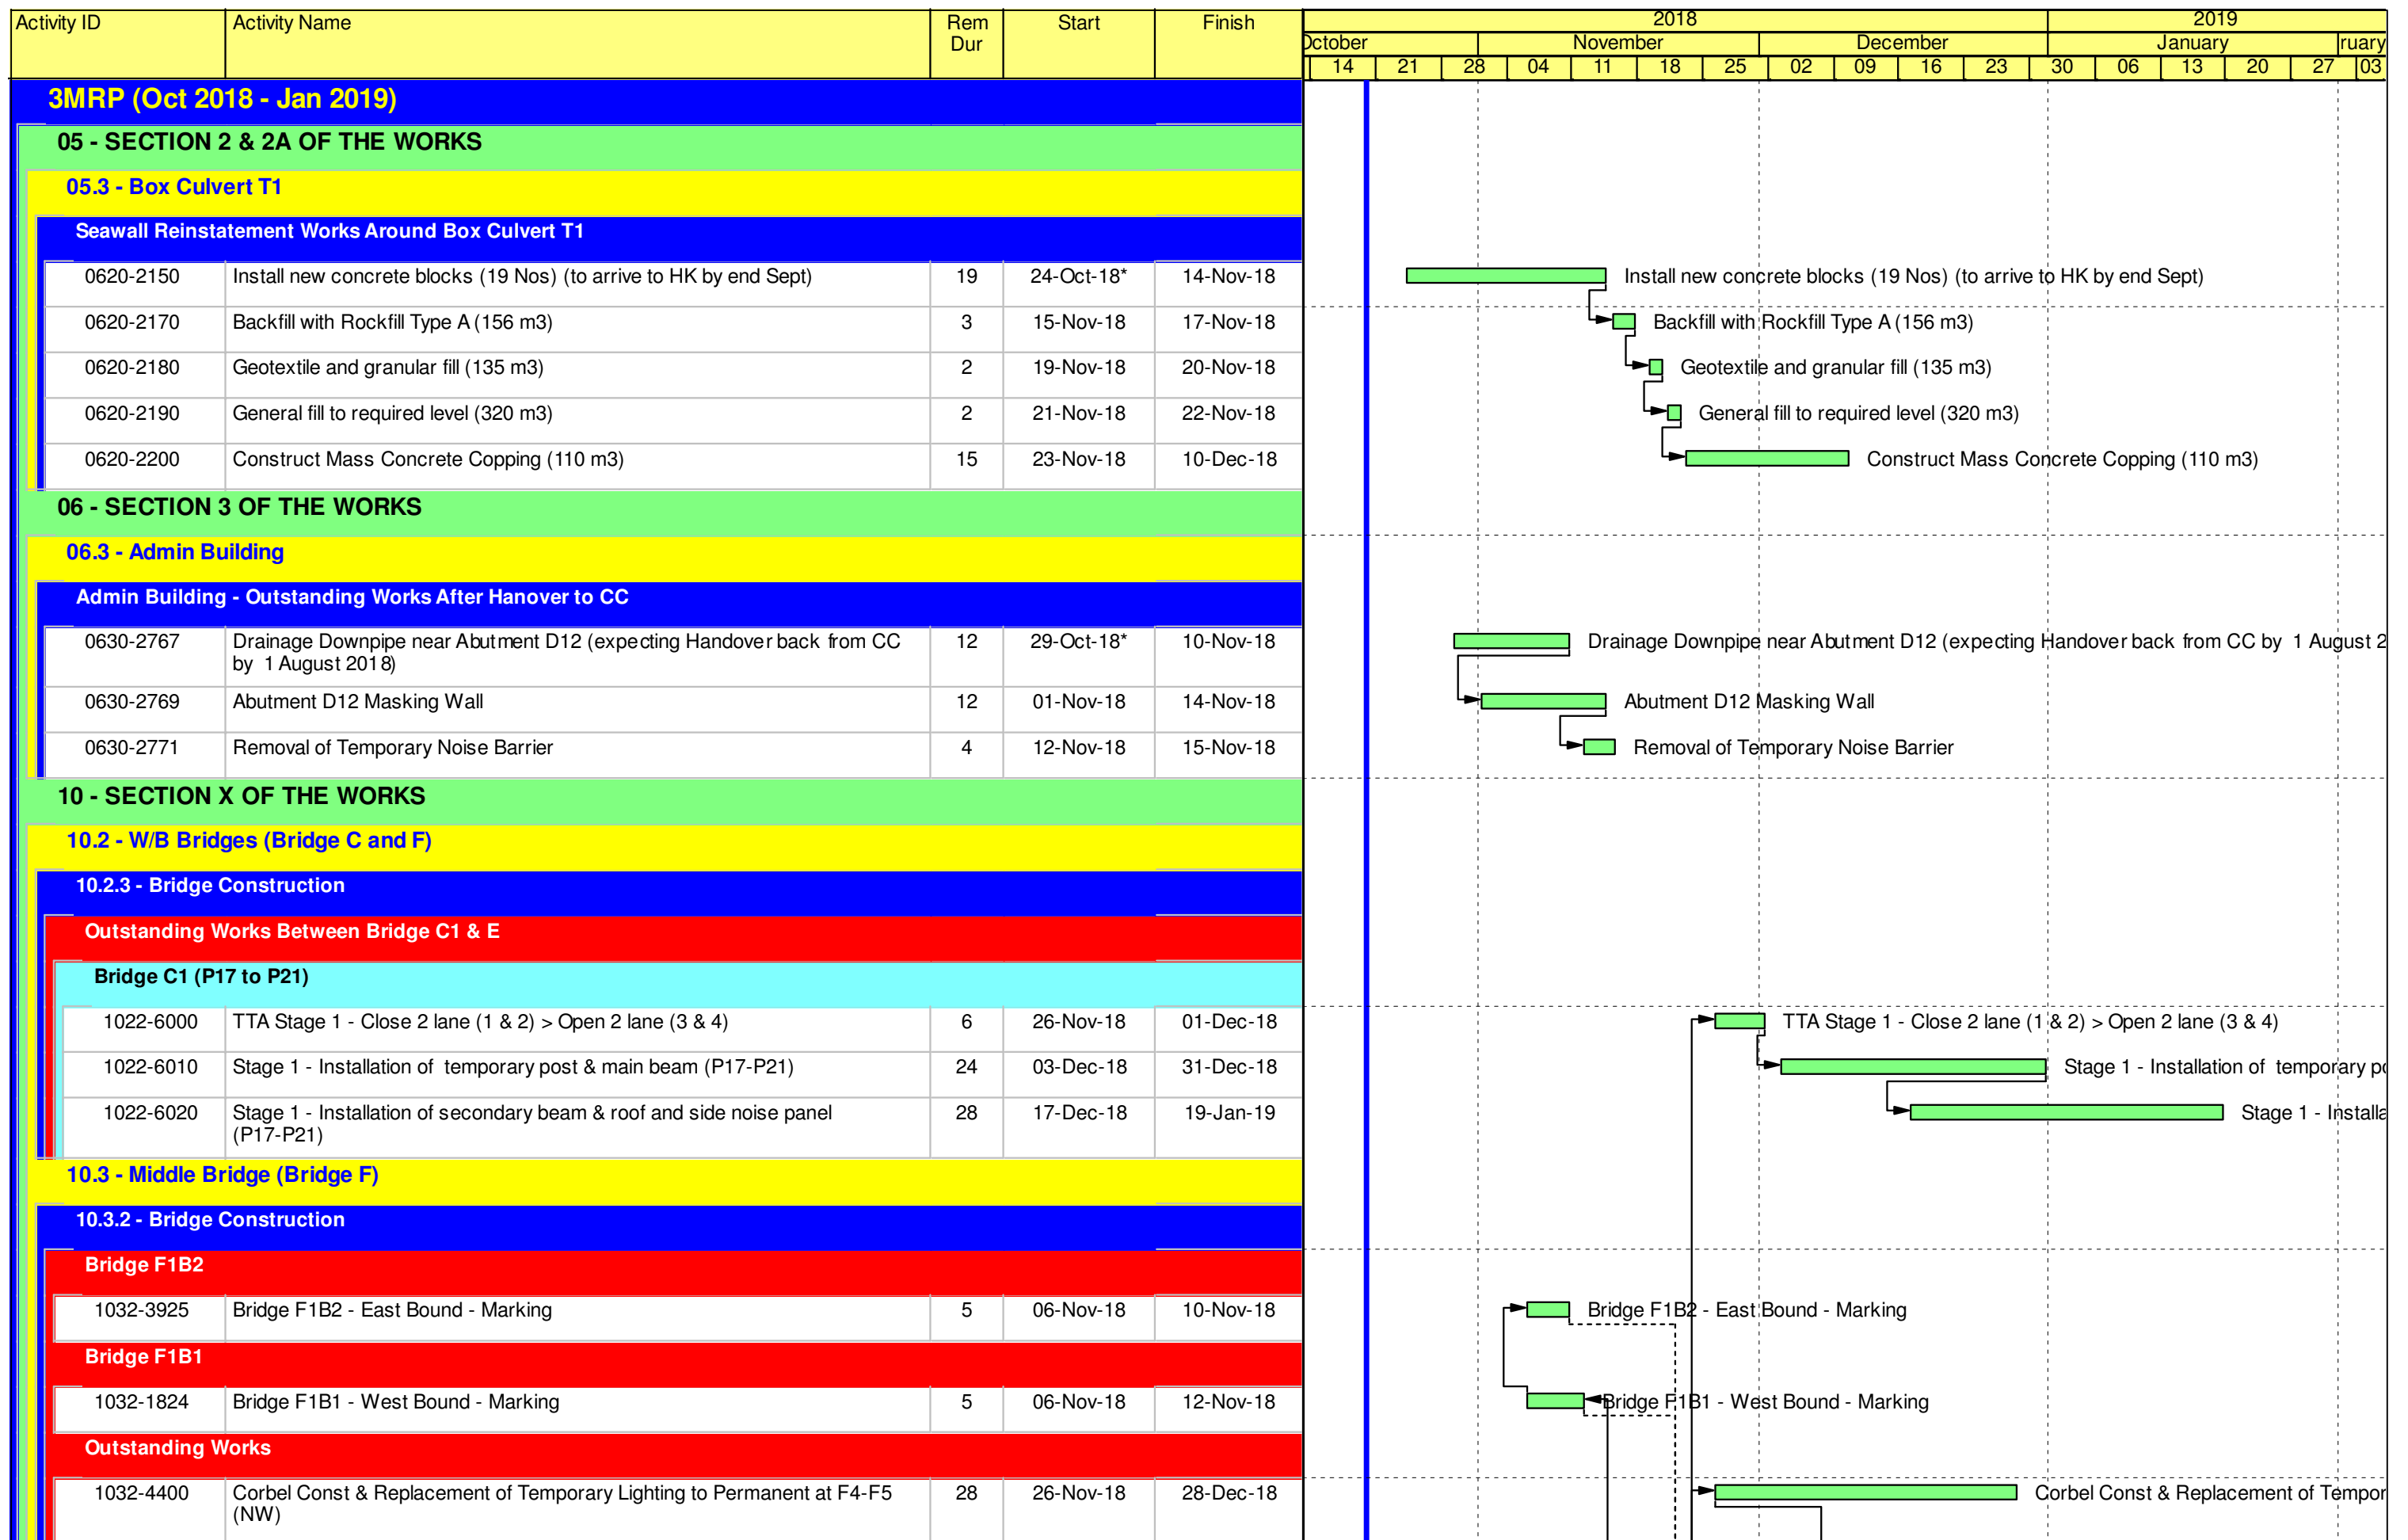 Activity ID Activity Name Rem Dur Start Finish 2018 2019
October November December January ruary
14 21 28 04 11 18 25 02 09 16 23 30 06 13 20 27 03
3MRP (Oct 2018 - Jan 2019)
05 - SECTION 2 & 2A OF THE WORKS
05.3 - Box Culvert T1
Seawall Reinstatement Works Around Box Culvert T1
0620-2150 Install new concrete blocks (19 Nos) (to arrive to HK by end Sept) 19 24-Oct-18* 14-Nov-18 Install new concrete blocks (19 Nos) (to arrive to HK by end Sept)
0620-2170 Backfill with Rockfill Type A (156 m3) 3 15-Nov-18 17-Nov-18 Backfill with Rockfill Type A (156 m3)
0620-2180 Geotextile and granular fill (135 m3) 2 19-Nov-18 20-Nov-18 Geotextile and granular fill (135 m3)
0620-2190 General fill to required level (320 m3) 2 21-Nov-18 22-Nov-18 General fill to required level (320 m3)
0620-2200 Construct Mass Concrete Copping (110 m3) 15 23-Nov-18 10-Dec-18 Construct Mass Concrete Copping (110 m3)
06 - SECTION 3 OF THE WORKS
06.3 - Admin Building
Admin Building - Outstanding Works After Hanover to CC
0630-2767 Drainage Downpipe near Abutment D12 (expecting Handover back from CC 12 29-Oct-18* 10-Nov-18 Drainage Downpipe near Abutment D12 (expecting Handover back from CC by 1 August 2
by 1 August 2018)
0630-2769 Abutment D12 Masking Wall 12 01-Nov-18 14-Nov-18 Abutment D12 Masking Wall
0630-2771 Removal of Temporary Noise Barrier 4 12-Nov-18 15-Nov-18 Removal of Temporary Noise Barrier
10 - SECTION X OF THE WORKS
10.2 - W/B Bridges (Bridge C and F)
10.2.3 - Bridge Construction
Outstanding Works Between Bridge C1 & E
Bridge C1 (P17 to P21)
1022-6000 TTA Stage 1 - Close 2 lane (1 & 2) > Open 2 lane (3 & 4) 6 26-Nov-18 01-Dec-18 TTA Stage 1 - Close 2 lane (1 & 2) > Open 2 lane (3 & 4)
1022-6010 Stage 1 - Installation of temporary post & main beam (P17-P21) 24 03-Dec-18 31-Dec-18 Stage 1 - Installation of temporary po
1022-6020 Stage 1 - Installation of secondary beam & roof and side noise panel 28 17-Dec-18 19-Jan-19 Stage 1 - Installa
(P17-P21)
10.3 - Middle Bridge (Bridge F)
10.3.2 - Bridge Construction
Bridge F1B2
1032-3925 Bridge F1B2 - East Bound - Marking 5 06-Nov-18 10-Nov-18 Bridge F1B2 - East Bound - Marking
Bridge F1B1
1032-1824 Bridge F1B1 - West Bound - Marking 5 06-Nov-18 12-Nov-18 Bridge F1B1 - West Bound - Marking
Outstanding Works
1032-4400 Corbel Const & Replacement of Temporary Lighting to Permanent at F4-F5 28 26-Nov-18 28-Dec-18 Corbel Const & Replacement of Tempor
(NW)